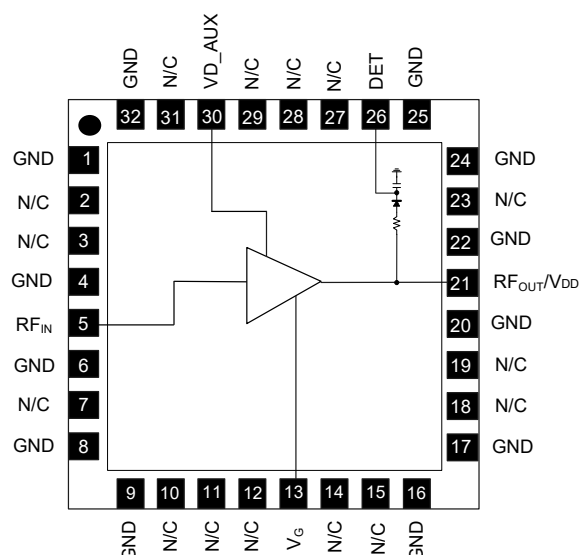 GND N/C VD_AUX N/C N/C N/C DET GND
32 31 30 29 28 27 26 25
GND 1
N/C 2
N/C 3
GND 4
RFIN 5
GND 6
N/C 7
GND 8
24 GND
23 N/C
22 GND
21 RFOUT/VDD
20 GND
19 N/C
18 N/C
17 GND
9 10 11 12 13 14 15 16
GND N/C N/C N/C VG N/C N/C GND